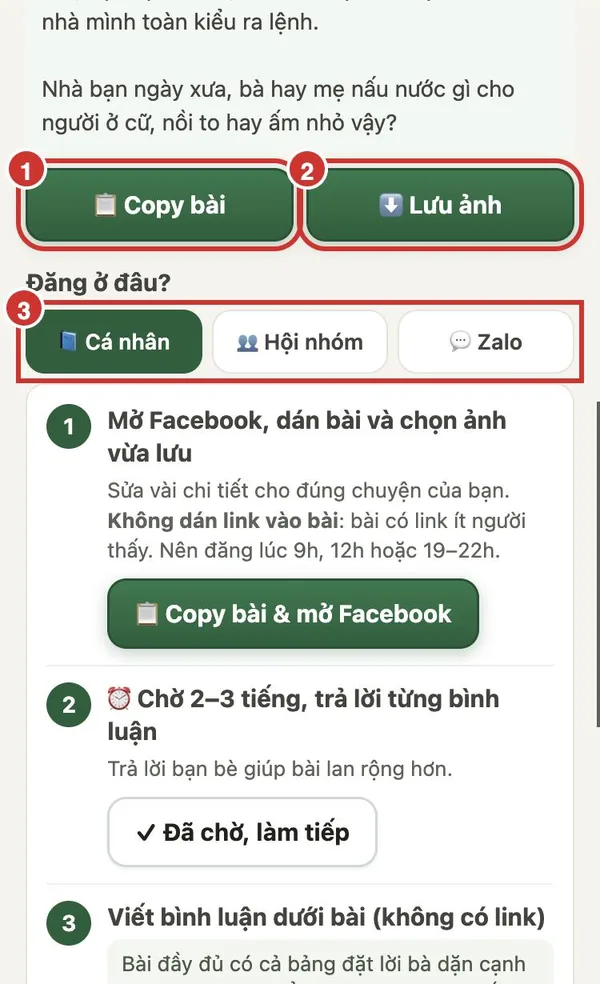 nhà mình toàn kiểu ra lệnh.
Nhà bạn ngày xưa, bà hay mẹ nấu nước gì cho
người ở cữ, nồi to hay ấm nhỏ vậy?
1
📋 Copy bài
2
⬇️ Lưu ảnh
Đăng ở đâu?
3
📘 Cá nhân
👥 Hội nhóm
💬 Zalo
1
Mở Facebook, dán bài và chọn ảnh
vừa lưu
Sửa vài chi tiết cho đúng chuyện của bạn.
Không dán link vào bài: bài có link ít người
thấy. Nên đăng lúc 9h, 12h hoặc 19–22h.
📋 Copy bài & mở Facebook
2
⏰ Chờ 2–3 tiếng, trả lời từng bình
luận
Trả lời bạn bè giúp bài lan rộng hơn.
✓ Đã chờ, làm tiếp
3
Viết bình luận dưới bài (không có link)
Bài đầy đủ có cả bảng đặt lời bà dặn cạnh